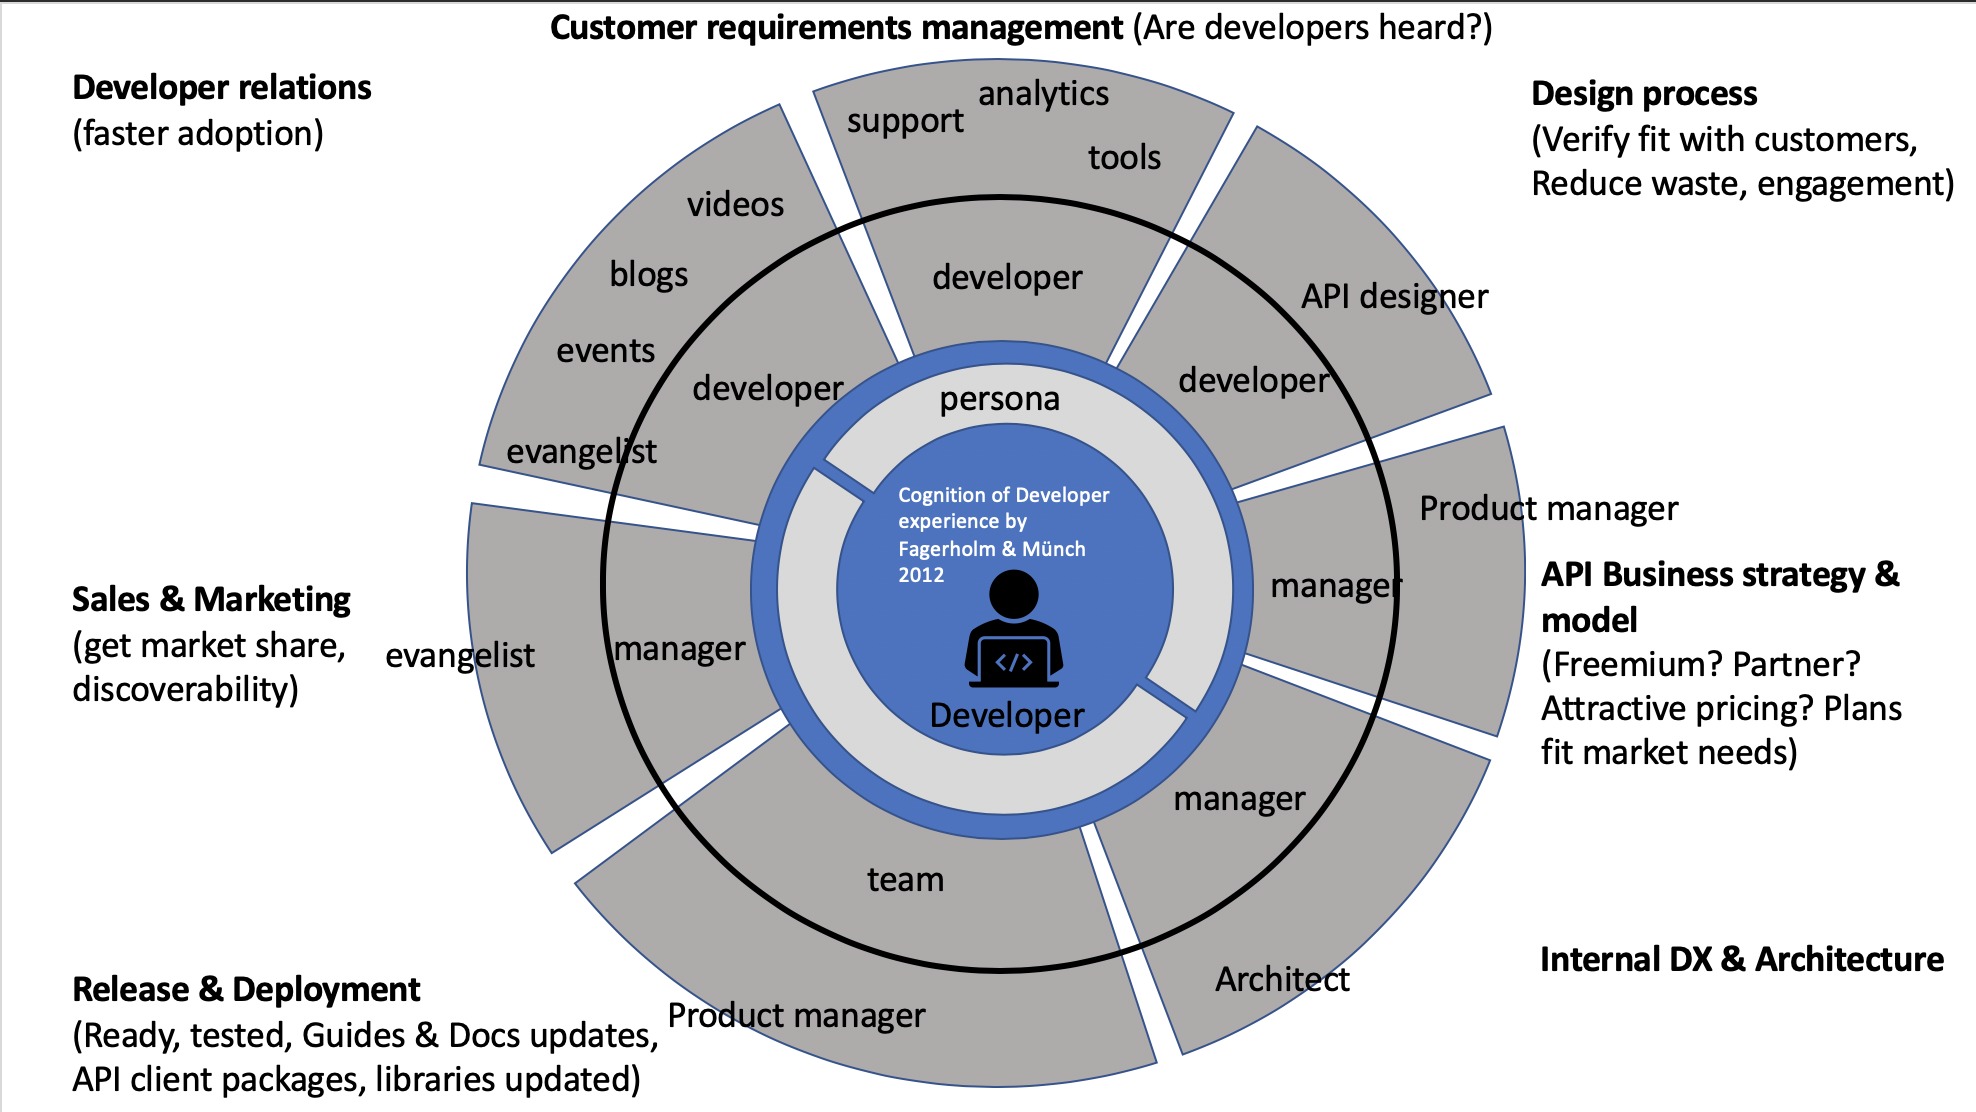 Customer requirements management (Are developers heard?)
Developer relations
(faster adoption)
Design process
(Verify fit with customers,
Reduce waste, engagement)
analytics
support
tools
videos
blogs
events
evangelist
developer
developer
API designer
developer
persona
Cognition of Developer
experience by
Fagerholm & Münch
2012
</>
Developer
Product manager
manager
API Business strategy &
model
(Freemium? Partner?
Attractive pricing? Plans
fit market needs)
Sales & Marketing
(get market share,
discoverability)
evangelist
manager
manager
Architect
Internal DX & Architecture
team
Product manager
Release & Deployment
(Ready, tested, Guides & Docs updates,
API client packages, libraries updated)